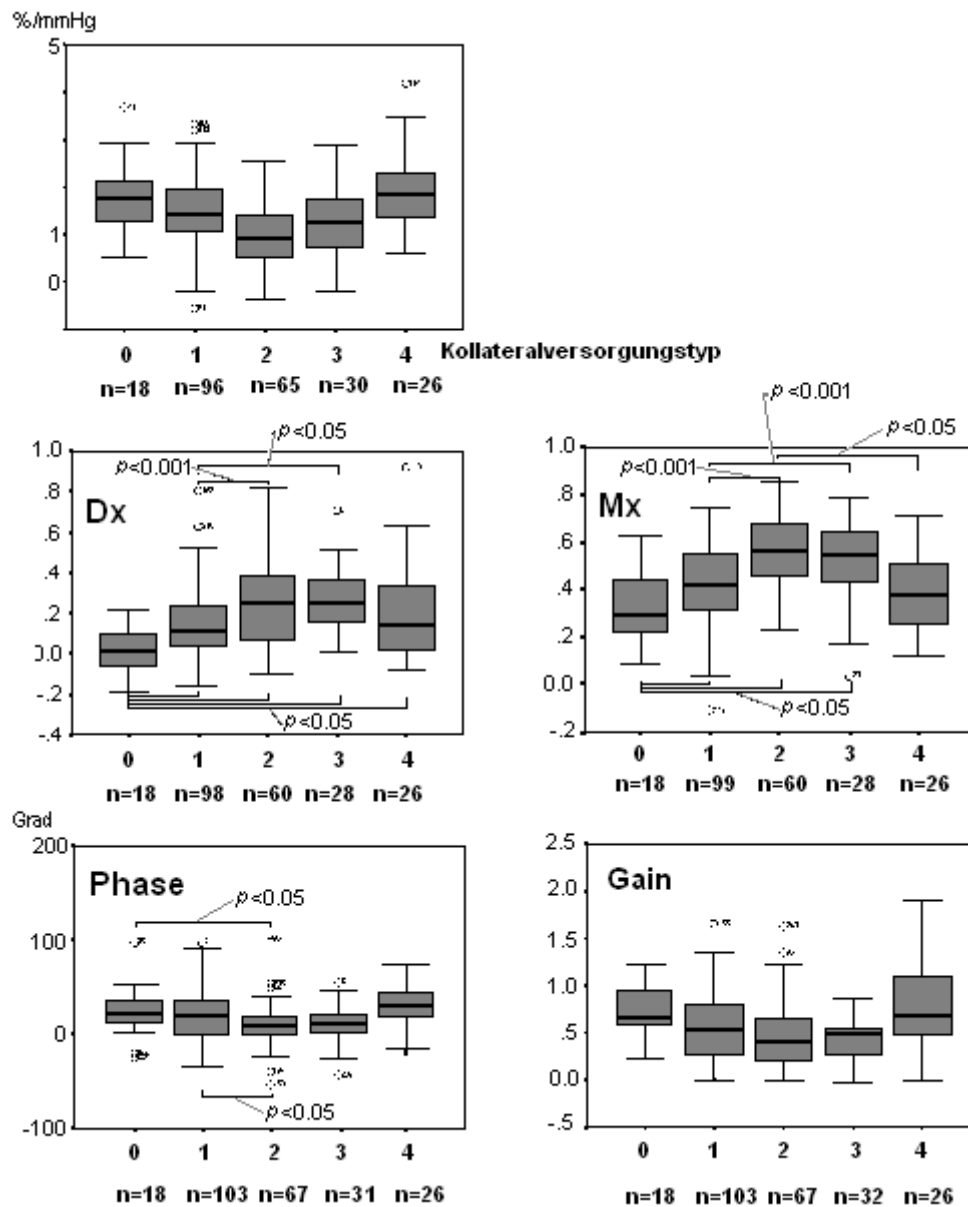 %/mmHg
5
1
0
0 1 2 3 4 Kollateralversorgungstyp
n=18 n=96 n=65 n=30 n=26
p<0.05
p<0.001
1.0
.8
.6
.4
.2
0.0
-.2
-.4
Dx
p<0.001
p<0.05
0 1 2 3 4
n=18 n=98 n=60 n=28 n=26
p<0.001
p<0.05
1.0
.8
.6
.4
.2
0.0
-.2
Mx
p<0.05
0 1 2 3 4
n=18 n=99 n=60 n=28 n=26
Grad
200
100
0
-100
Phase
p<0.05
p<0.05
0 1 2 3 4
n=18 n=103 n=67 n=31 n=26
2.5
2.0
1.5
1.0
.5
0.0
-.5
Gain
0 1 2 3 4
n=18 n=103 n=67 n=32 n=26